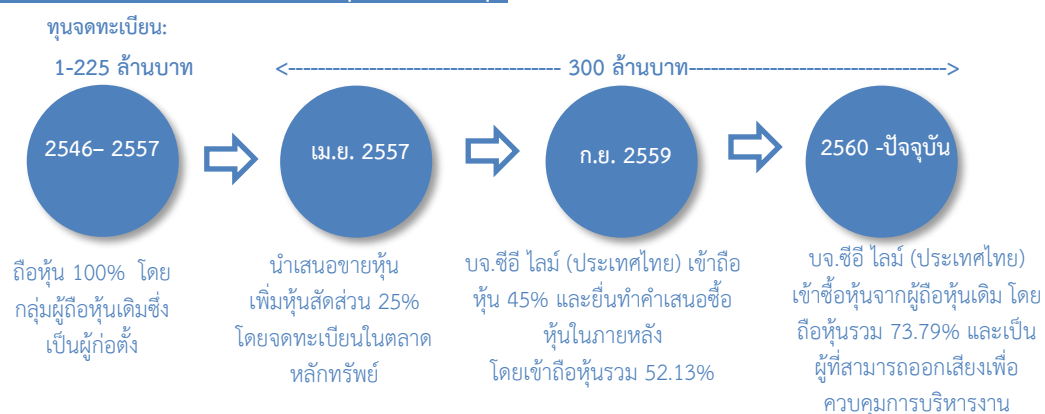 ทุนจดทะเบียน:
1-225 ล้านบาท
<---------------------------------- 300 ล้านบาท-------------------------------->
2546– 2557
เม.ย. 2557
ก.ย. 2559
2560 -ปัจจุบัน
ถือหุ้น 100% โดย
กลุ่มผู้ถือหุ้นเดิมซึ่ง
เป็นผู้ก่อตั้ง
นำเสนอขายหุ้น
เพิ่มหุ้นสัดส่วน 25%
โดยจดทะเบียนในตลาด
หลักทรัพย์
บจ.ซีอี ไลม์ (ประเทศไทย) เข้าถือ
หุ้น 45% และยื่นทำคำเสนอซื้อ
หุ้นในภายหลัง
โดยเข้าถือหุ้นรวม 52.13%
บจ.ซีอี ไลม์ (ประเทศไทย)
เข้าซื้อหุ้นจากผู้ถือหุ้นเดิม โดย
ถือหุ้นรวม 73.79% และเป็น
ผู้ที่สามารถออกเสียงเพื่อ
ควบคุมการบริหารงาน